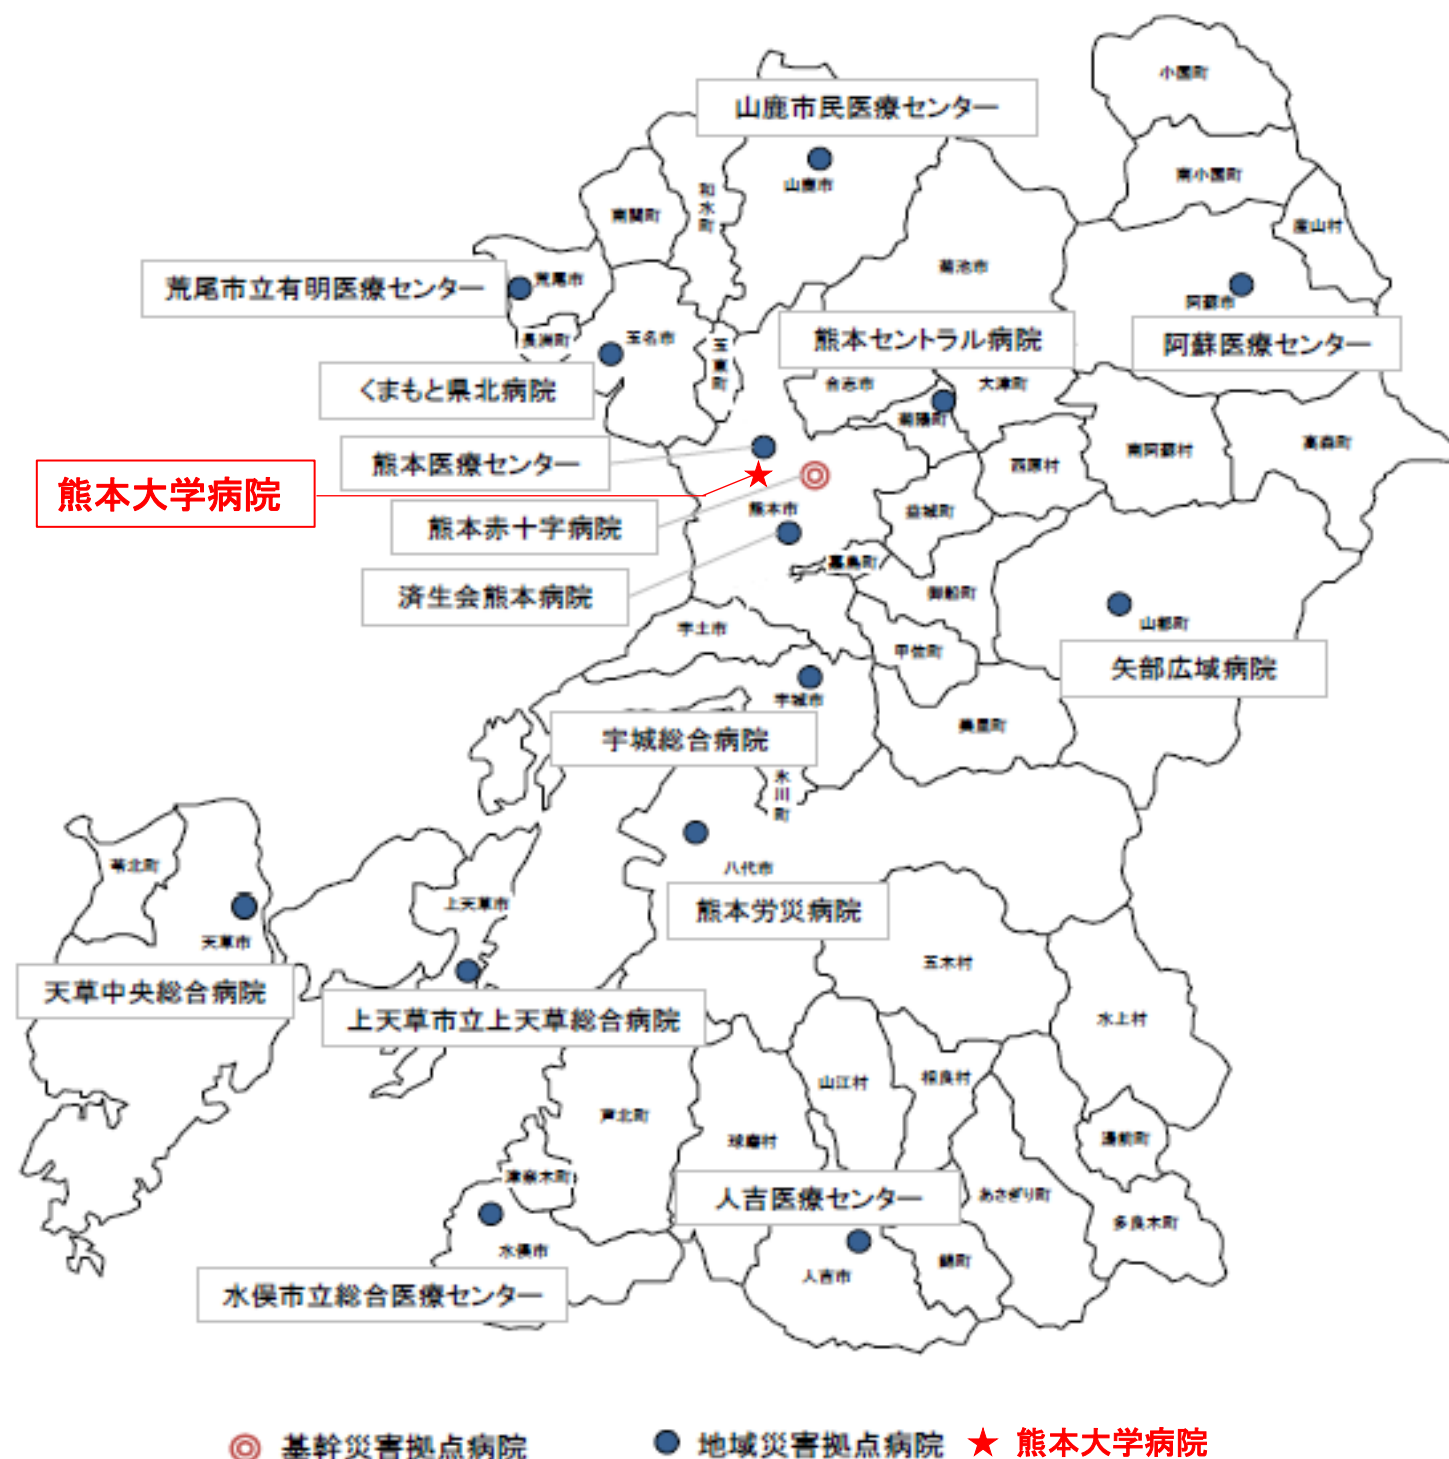 小国町
山鹿市民医療センター
南小国町
山鹿市
和水町
南関町
産山村
菊池市
荒尾市立有明医療センター
荒尾市
阿蘇市
長洲町
玉名市
玉東町
熊本セントラル病院
阿蘇医療センター
くまもと県北病院
合志市
大津町
菊陽町
高森町
南阿蘇村
西原村
熊本医療センター
熊本大学病院
熊本市
益城町
熊本赤十字病院
嘉島町
御船町
済生会熊本病院
宇土市
山都町
甲佐町
矢部広域病院
宇城市
美里町
宇城総合病院
氷川町
八代市
苓北町
上天草市
熊本労災病院
天草市
五木村
天草中央総合病院
上天草市立上天草総合病院
水上村
山江村
相良村
芦北町
球磨村
湯前町
津奈木町
人吉医療センター
あさぎり町
多良木町
水俣市
錦町
人吉市
水俣市立総合医療センター
基幹災害拠点病院 地域災害拠点病院 熊本大学病院